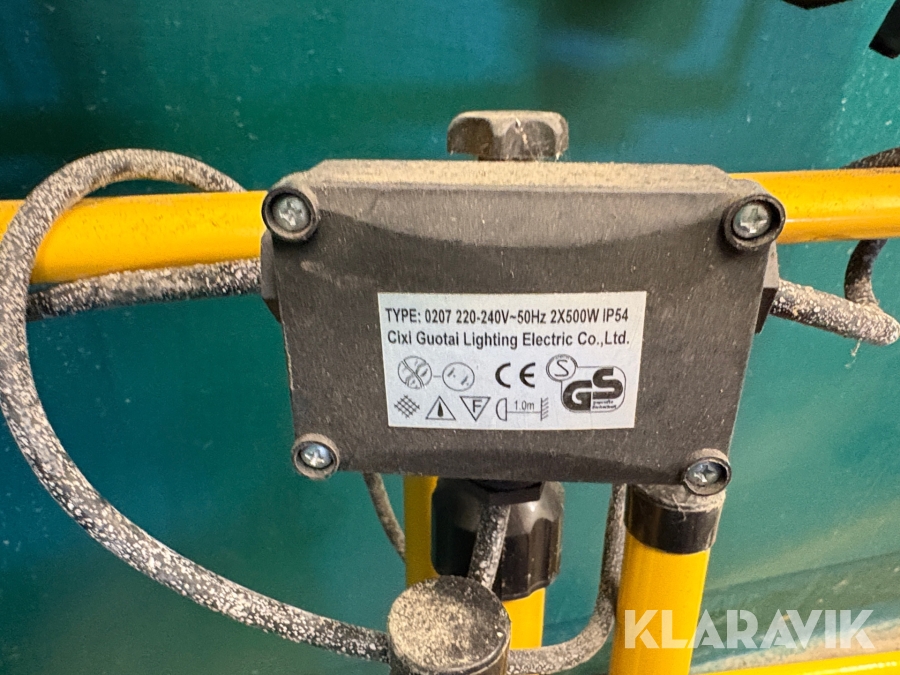 TYPE: 0207 220-240V~50Hz 2X500W IP54
Cixi Guotai Lighting Electric Co.,Ltd.
CE S GS
F 1.0m
KLARAVIK